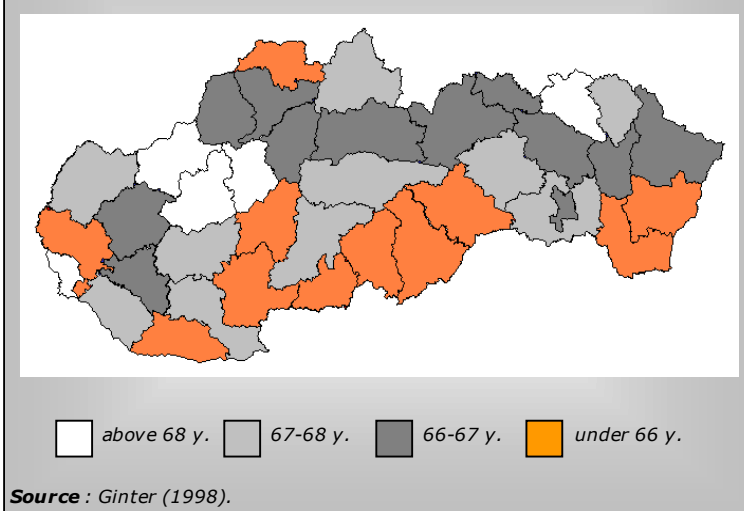 above 68 y. 67-68 y. 66-67 y. under 66 y.
Source : Ginter (1998).